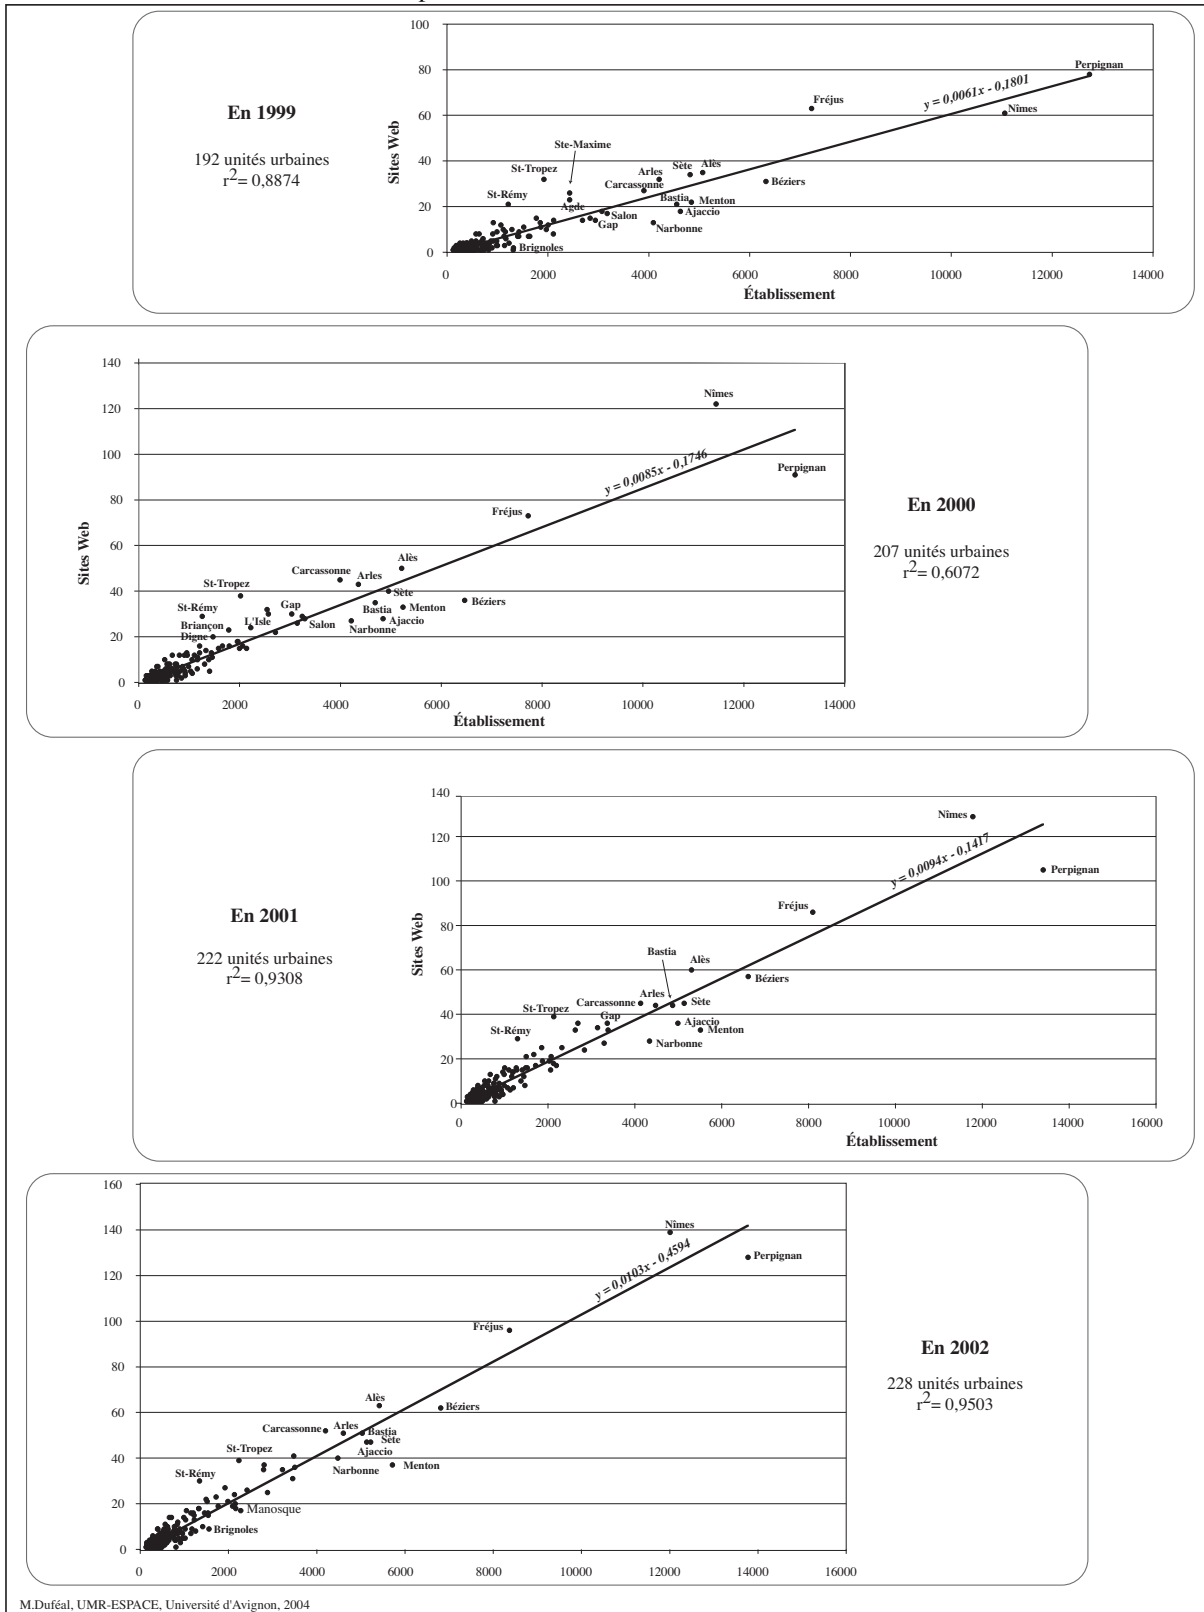 En 1999
192 unités urbaines
r2= 0,8874
Sites Web
100
80
60
40
20
0
Perpignan
y = 0,0061x - 0,1801
Fréjus
Nîmes
Ste-Maxime
St-Tropez
Arles
Sète
Alès
Carcassonne
Béziers
St-Rémy
Agde
Bastia
Menton
Salon
Ajaccio
Gap
Narbonne
Brignoles
0 2000 4000 6000 8000 10000 12000 14000
Établissement
140
120
100
80
60
40
20
0
Sites Web
Nîmes
y = 0,0085x - 0,1746
Perpignan
Fréjus
Alès
Carcassonne
Arles
St-Tropez
Sète
St-Rémy
Gap
Bastia
Menton
Béziers
Briançon
L'Isle
Salon
Ajaccio
Narbonne
Digne
0 2000 4000 6000 8000 10000 12000 14000
Établissement
En 2000
207 unités urbaines
r2= 0,6072
En 2001
222 unités urbaines
r2= 0,9308
Sites Web
140
120
100
80
60
40
20
0
Nîmes
y = 0,0094x - 0,1417
Perpignan
Fréjus
Bastia
Alès
Béziers
Carcassonne
Arles
Sète
St-Tropez
Gap
Ajaccio
St-Rémy
Menton
Narbonne
0 2000 4000 6000 8000 10000 12000 14000 16000
Établissement
160
140
120
100
80
60
40
20
0
Nîmes
y = 0,0103x - 0,4594
Perpignan
Fréjus
Alès
Béziers
Carcassonne
Arles
Bastia
Sète
St-Tropez
Ajaccio
St-Rémy
Narbonne
Menton
Manosque
Brignoles
0 2000 4000 6000 8000 10000 12000 14000 16000
En 2002
228 unités urbaines
r2= 0,9503
M.Duféal, UMR-ESPACE, Université d'Avignon, 2004